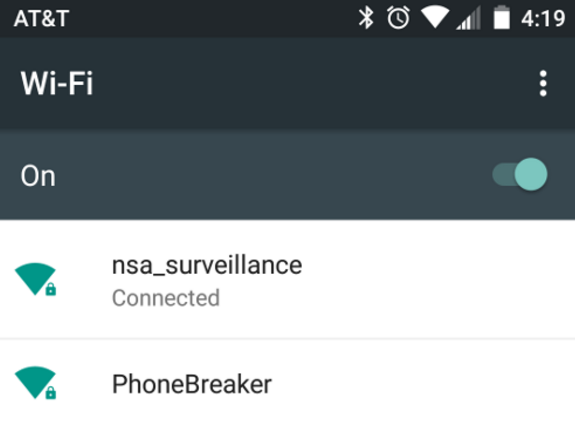 AT&T 4:19
Wi-Fi
On
nsa_surveillance
Connected
PhoneBreaker